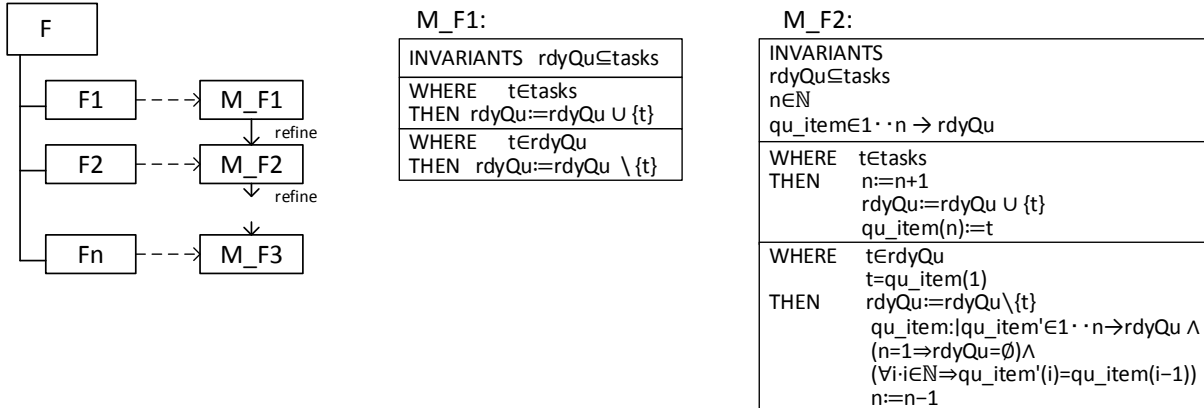 F
F1
M_F1
refine
F2
M_F2
refine
Fn
M_F3
M_F1:
INVARIANTS rdyQu⊆tasks
WHERE t∈tasks
THEN rdyQu≔rdyQu ∪ {t}
WHERE t∈rdyQu
THEN rdyQu≔rdyQu \ {t}
M_F2:
INVARIANTS
rdyQu⊆tasks
n∈ℕ
qu_item∈1‥n → rdyQu
WHERE t∈tasks
THEN n≔n+1
rdyQu≔rdyQu ∪ {t}
qu_item(n)≔t
WHERE t∈rdyQu
t=qu_item(1)
THEN rdyQu≔rdyQu\{t}
qu_item:|qu_item'∈1‥n→rdyQu ∧
(n=1⇒rdyQu=∅)∧
(∀i·i∈ℕ⇒qu_item'(i)=qu_item(i−1))
n≔n−1